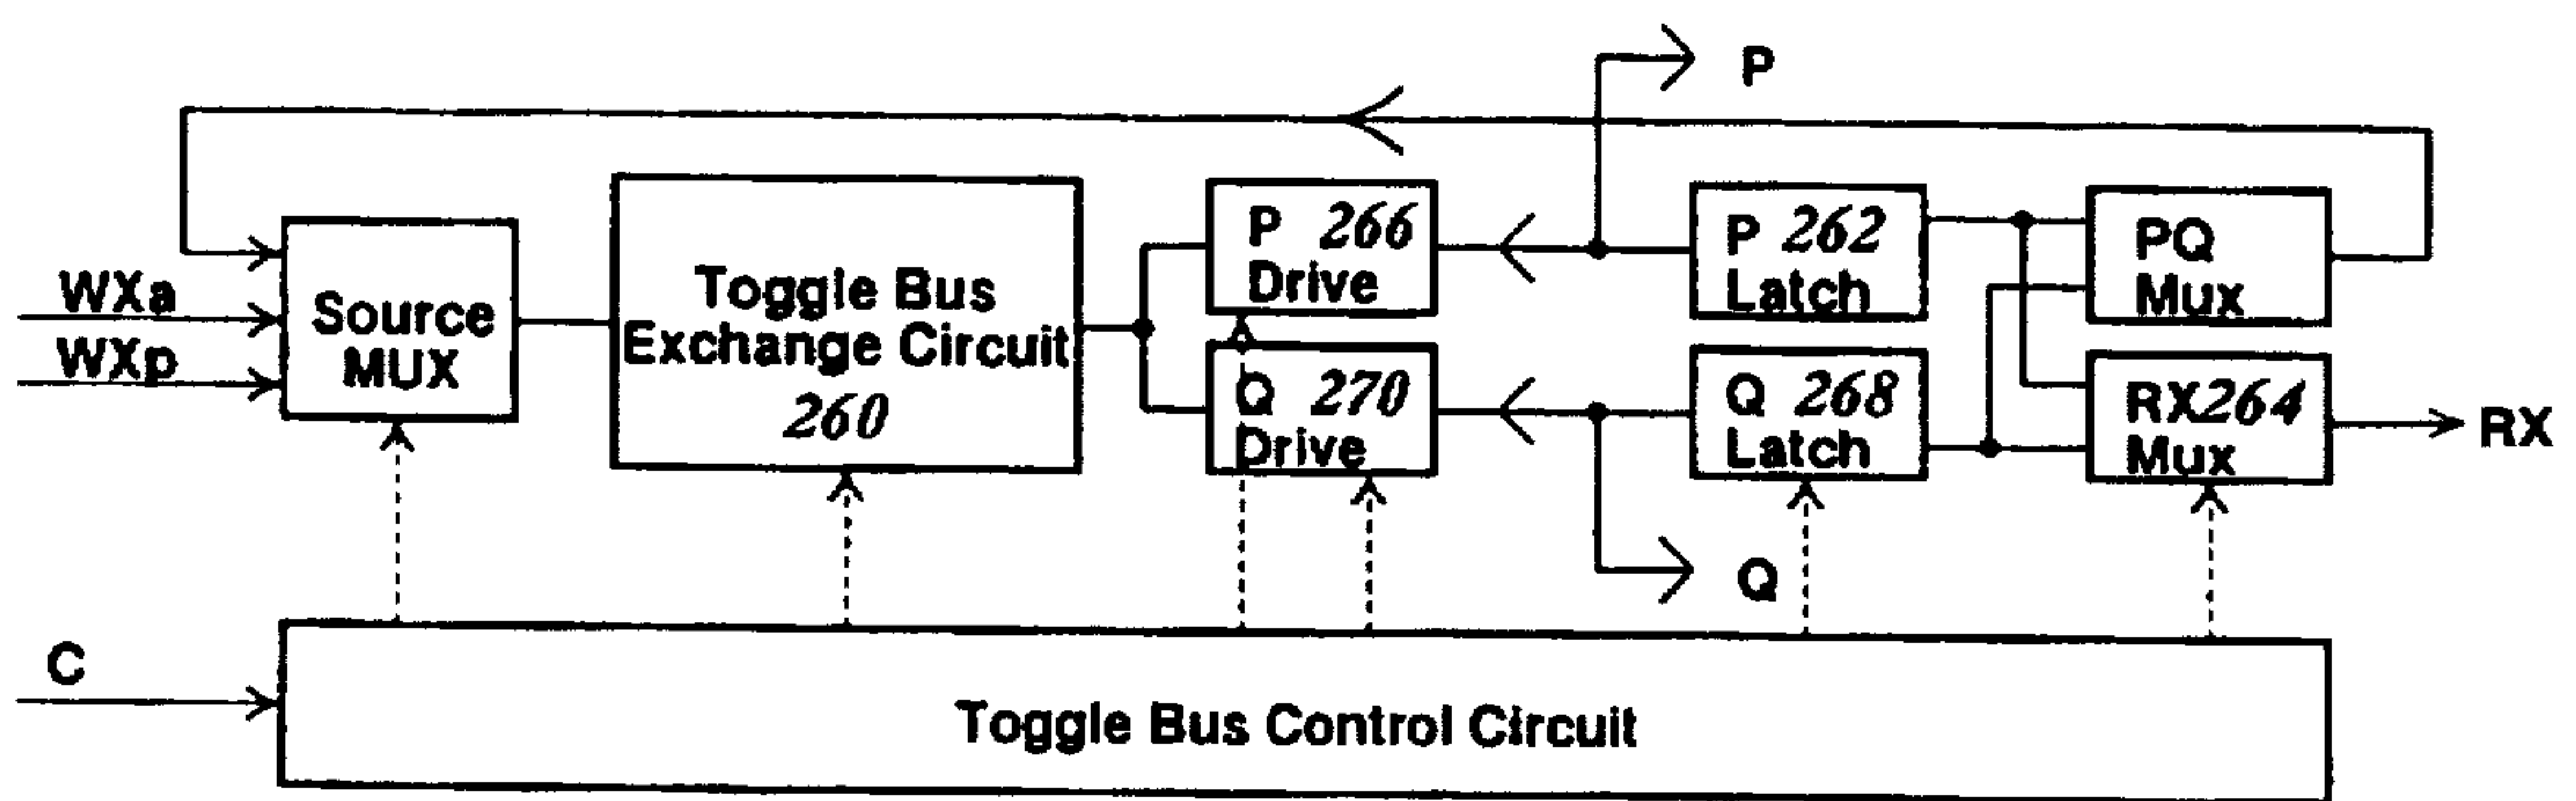 P
WXa
WXp
Source
MUX
Toggle Bus
Exchange Circuit
260
P 266
Drive
Q 270
Drive
P 262
Latch
Q 268
Latch
PQ
Mux
RX264
Mux
RX
Q
C
Toggle Bus Control Circuit